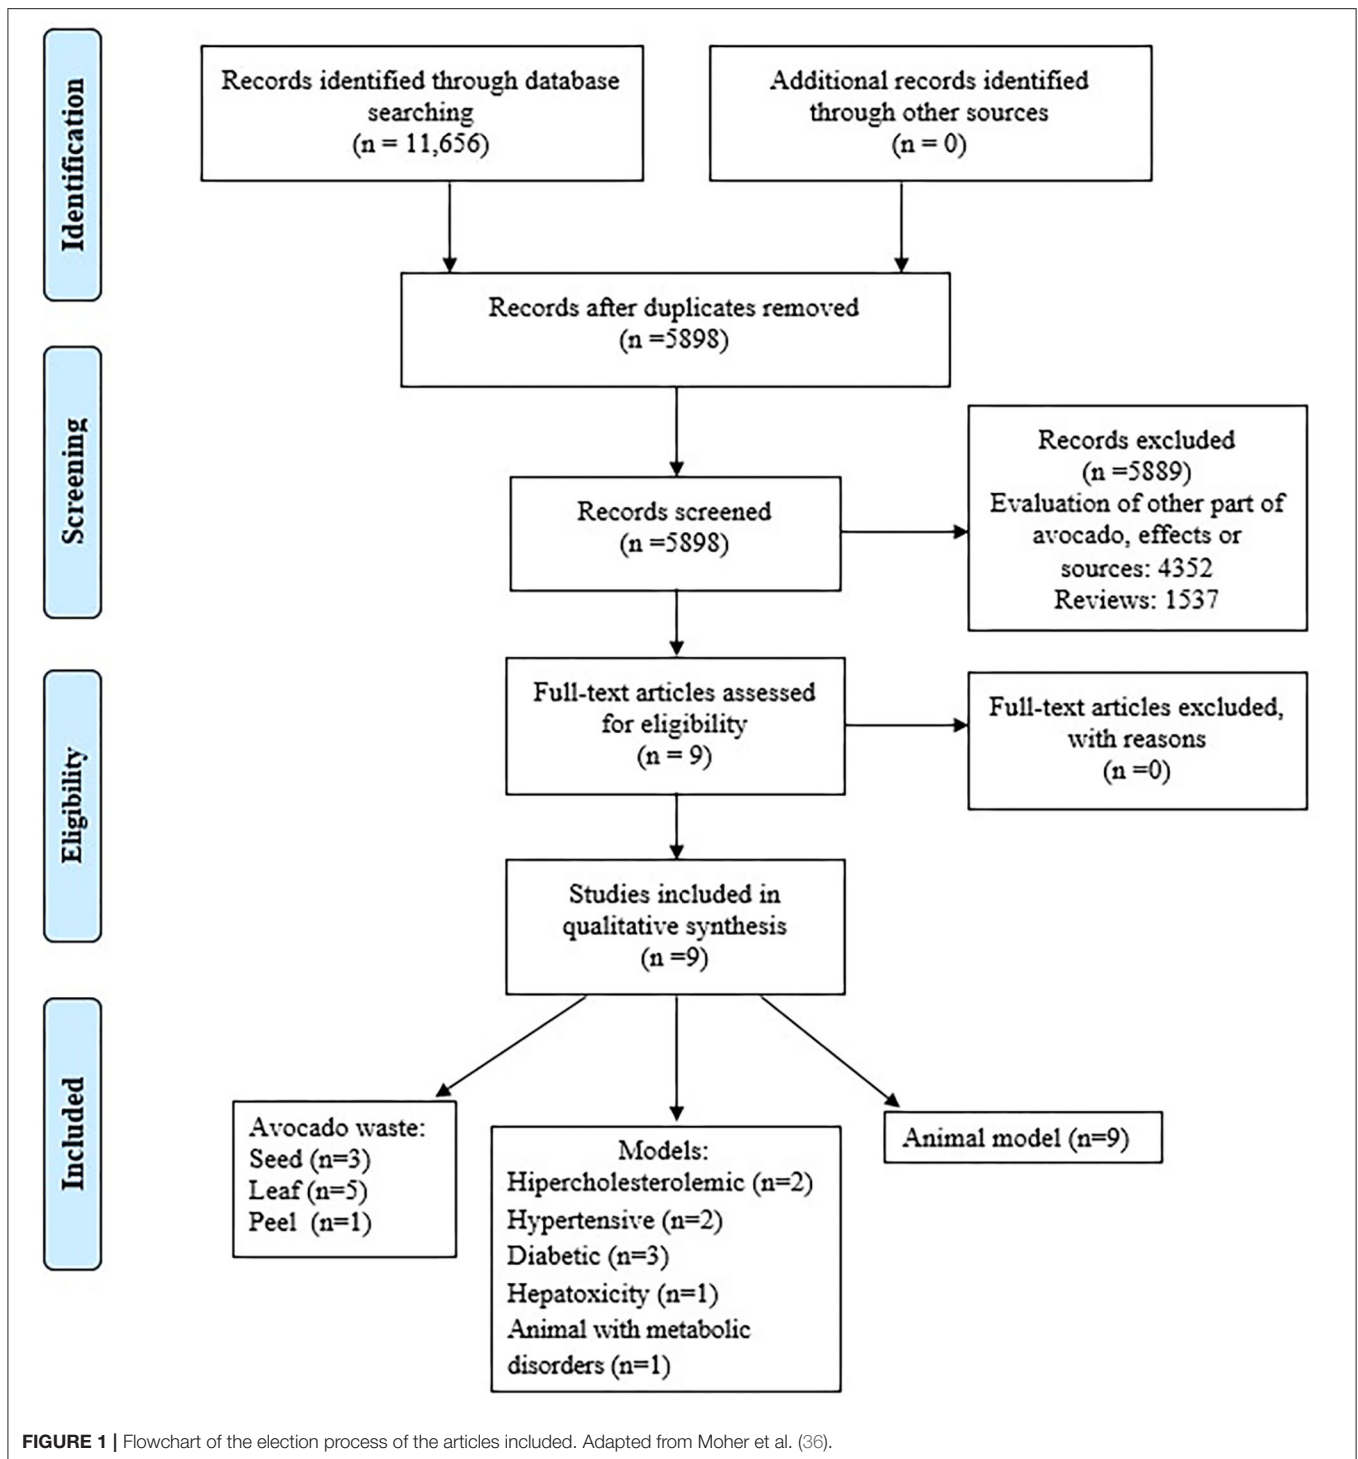 Identification
Records identified through database
searching
(n = 11,656)
Additional records identified
through other sources
(n = 0)
Records after duplicates removed
(n =5898)
Screening
Records screened
(n =5898)
Records excluded
(n =5889)
Evaluation of other part of
avocado, effects or
sources: 4352
Reviews: 1537
Eligibility
Full-text articles assessed
for eligibility
(n = 9)
Full-text articles excluded,
with reasons
(n =0)
Studies included in
qualitative synthesis
(n =9)
Included
Avocado waste:
Seed (n=3)
Leaf (n=5)
Peel (n=1)
Models:
Hipercholesterolemic (n=2)
Hypertensive (n=2)
Diabetic (n=3)
Hepatoxicity (n=1)
Animal with metabolic
disorders (n=1)
Animal model (n=9)
FIGURE 1 | Flowchart of the election process of the articles included. Adapted from Moher et al. (36).